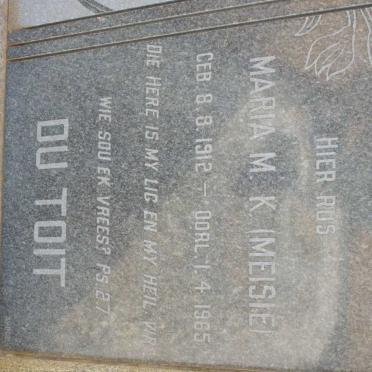 HIER RUS
MARIA M. K. (MEISIE)
GEB. 8. 8. 1912 — OORL. 1. 4. 1985
DIE HERE IS MY LIG EN MY HEIL VIR
WIE SOU EK VREES? PS. 27
DU TOIT